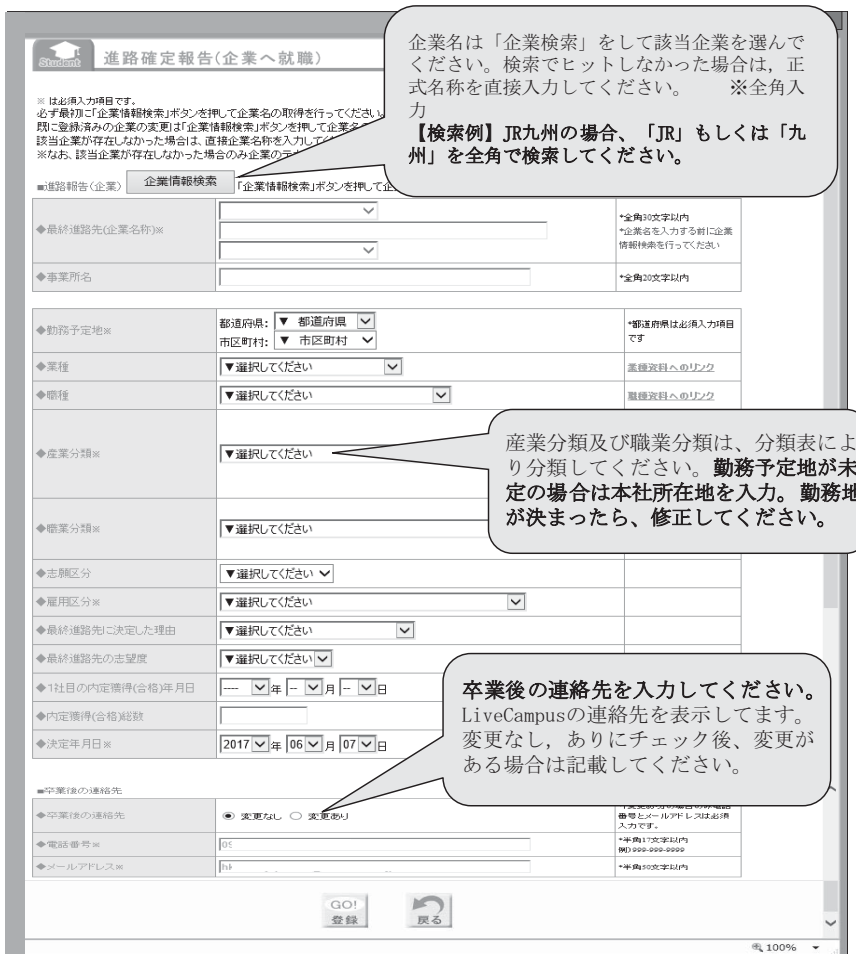 Student
進路確定報告(企業へ就職)
企業名は「企業検索」をして該当企業を選んで
ください。検索でヒットしなかった場合は，正
式名称を直接入力してください。　　※全角入
力
【検索例】JR九州の場合、「JR」もしくは「九
州」を全角で検索してください。
※ は必須入力項目です。
必ず最初に「企業情報検索」ボタンを押して企業名の取得を行ってください。
既に登録済みの企業の変更は「企業情報検索」ボタンを押して企業名
該当企業が存在しなかった場合は、直接企業名称を入力して
※なお、該当企業が存在しなかった場合のみ企業の
■進路報告(企業) 企業情報検索 「企業情報検索」ボタンを押して企
◆最終進路先(企業名称)※
*全角30文字以内
*企業名を入力する前に企業
情報検索を行ってください
◆事業所名 *全角20文字以内
◆勤務予定地※
都道府県: ▼ 都道府県
市区町村: ▼ 市区町村
*都道府県は必須入力項目
です
◆業種 ▼選択してください 業種資料へのリンク
◆職種 ▼選択してください 職種資料へのリンク
◆産業分類※ ▼選択してください
産業分類及び職業分類は、分類表によ
り分類してください。勤務予定地が未
定の場合は本社所在地を入力。勤務地
が決まったら、修正してください。
◆職業分類※ ▼選択してください
◆志願区分 ▼選択してください
◆雇用区分※ ▼選択してください
◆最終進路先に決定した理由 ▼選択してください
◆最終進路先の志望度 ▼選択してください
◆1社目の内定獲得(合格)年月日 ---- 年 -- 月 -- 日
◆内定獲得(合格)総数
◆決定年月日※ 2017 年 06 月 07 日
卒業後の連絡先を入力してください。
LiveCampusの連絡先を表示してます。
変更なし，ありにチェック後、変更が
ある場合は記載してください。
■卒業後の連絡先
◆卒業後の連絡先 変更なし 変更あり
番号とメールアドレスは必須
入力です。
◆電話番号※ 09
*半角17文字以内
例) 999-999-9999
◆メールアドレス※ *半角50文字以内
GO!
登録 戻る
100%